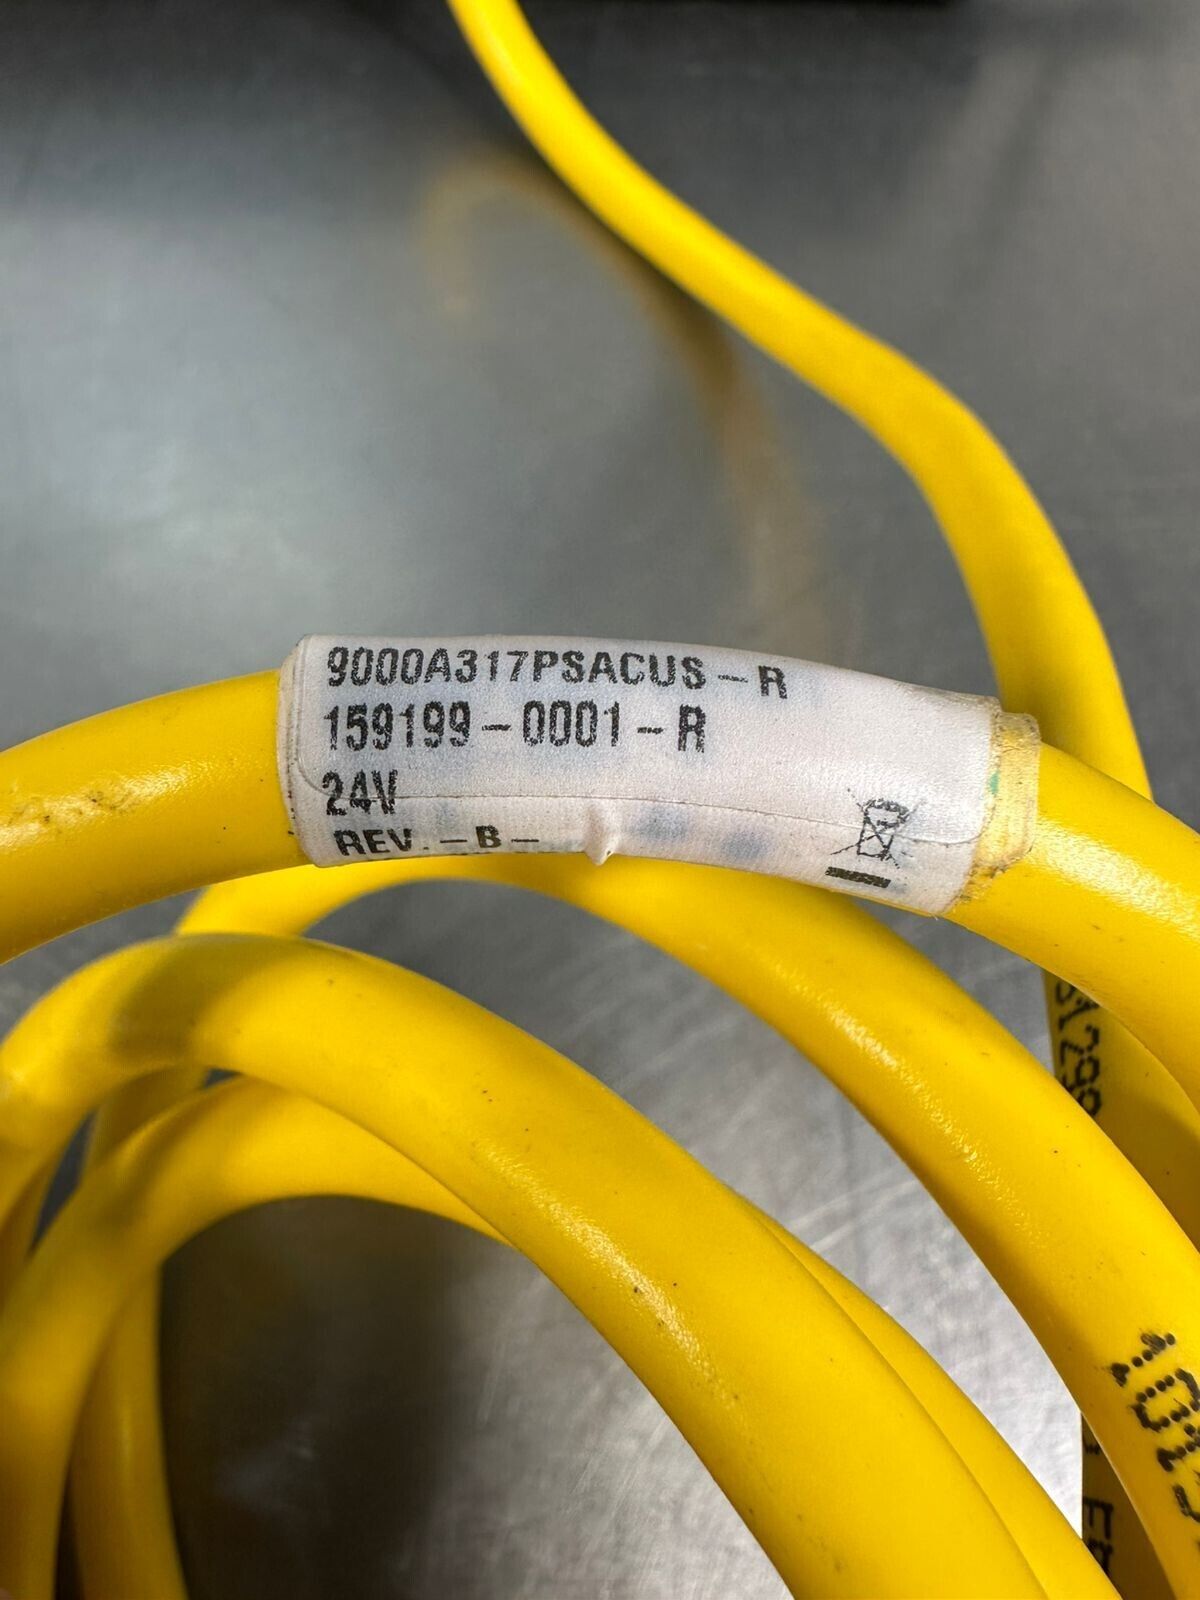 9000A317PSACUS-R
159199-0001-R
24V
REV. -B-